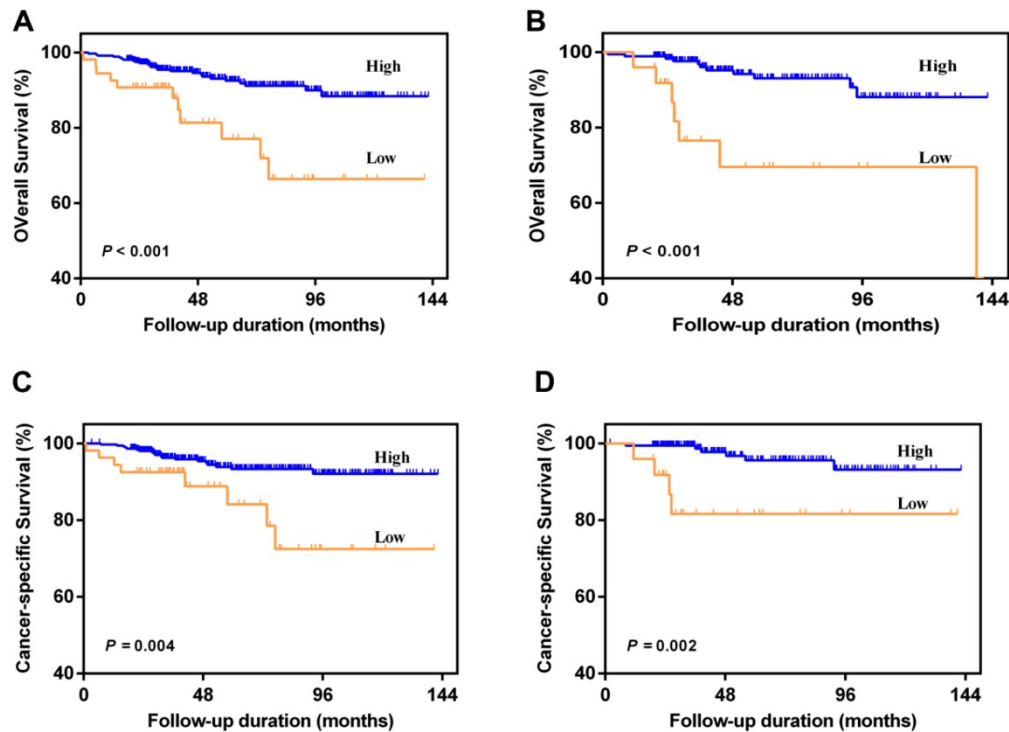 A
OVerall Survival (%)
100
80
60
40
High
Low
P < 0.001
0 48 96 144
Follow-up duration (months)
B
OVerall Survival (%)
100
80
60
40
High
Low
P < 0.001
0 48 96 144
Follow-up duration (months)
C
Cancer-specific Survival (%)
100
80
60
40
High
Low
P = 0.004
0 48 96 144
Follow-up duration (months)
D
Cancer-specific Survival (%)
100
80
60
40
High
Low
P = 0.002
0 48 96 144
Follow-up duration (months)